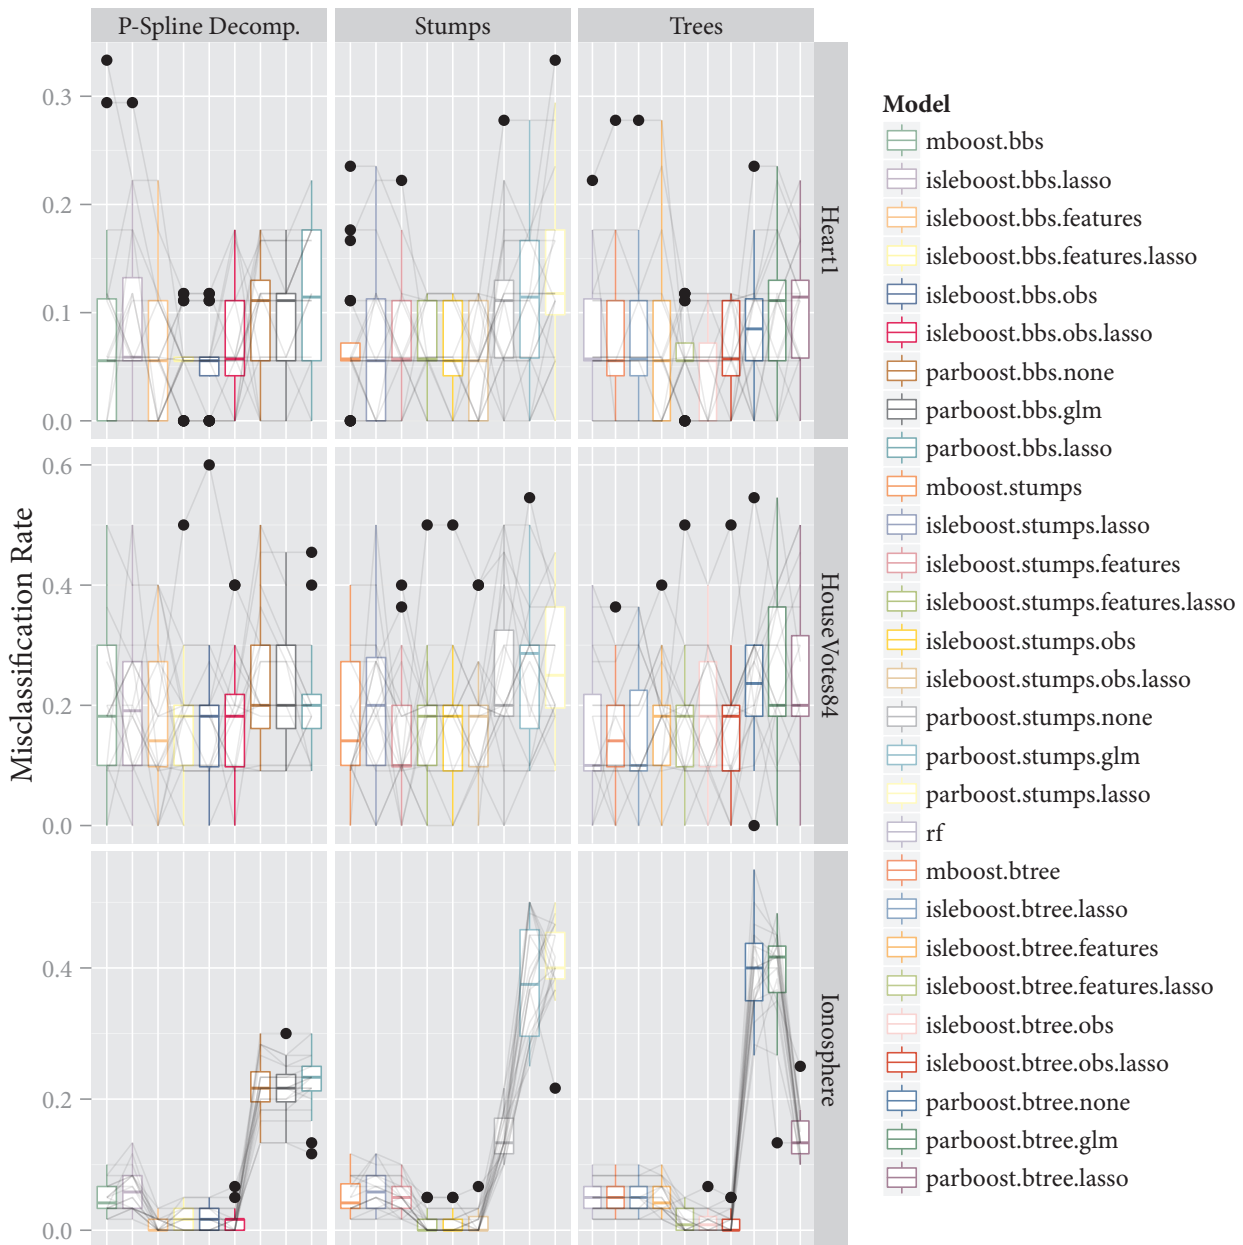 P-Spline Decomp.
Stumps
Trees
Misclassification Rate
0.3
0.2
0.1
0.0
Heart1
0.6
0.4
0.2
0.0
HouseVotes84
0.4
0.2
0.0
Ionosphere
Model
mboost.bbs
isleboost.bbs.lasso
isleboost.bbs.features
isleboost.bbs.features.lasso
isleboost.bbs.obs
isleboost.bbs.obs.lasso
parboost.bbs.none
parboost.bbs.glm
parboost.bbs.lasso
mboost.stumps
isleboost.stumps.lasso
isleboost.stumps.features
isleboost.stumps.features.lasso
isleboost.stumps.obs
isleboost.stumps.obs.lasso
parboost.stumps.none
parboost.stumps.glm
parboost.stumps.lasso
rf
mboost.btree
isleboost.btree.lasso
isleboost.btree.features
isleboost.btree.features.lasso
isleboost.btree.obs
isleboost.btree.obs.lasso
parboost.btree.none
parboost.btree.glm
parboost.btree.lasso